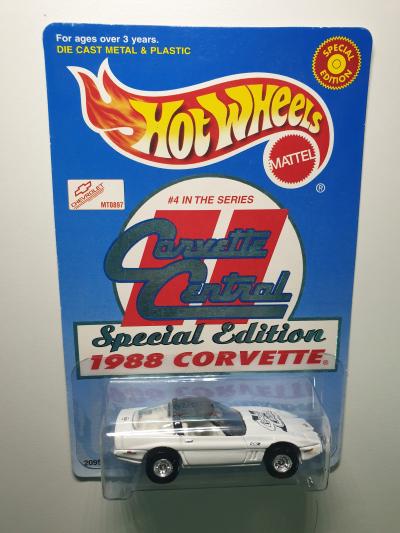 For ages over 3 years.
DIE CAST METAL & PLASTIC
SPECIAL EDITION
HOT WHEELS
MATTEL
®
CHEVROLET
MT0897
#4 IN THE SERIES
Corvette
Central
Special Edition
1988 CORVETTE®